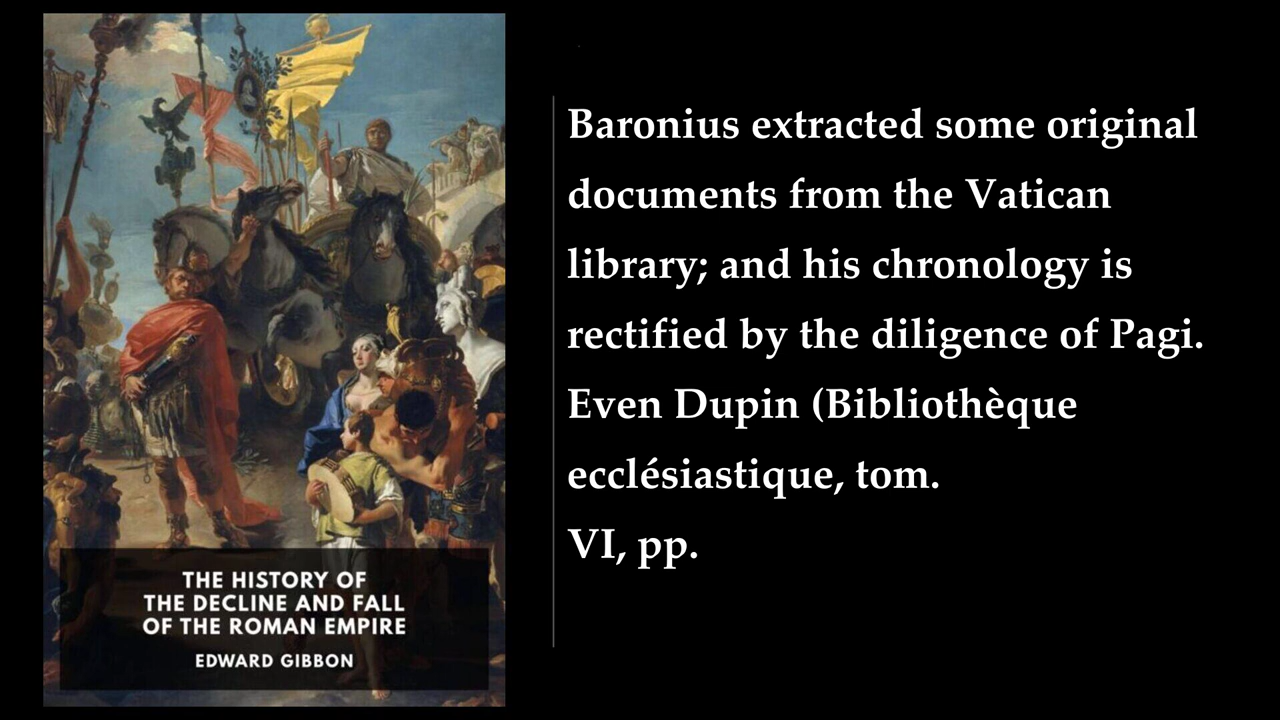 THE HISTORY OF
THE DECLINE AND FALL
OF THE ROMAN EMPIRE
EDWARD GIBBON
Baronius extracted some original
documents from the Vatican
library; and his chronology is
rectified by the diligence of Pagi.
Even Dupin (Bibliothèque
ecclésiastique, tom.
VI, pp.